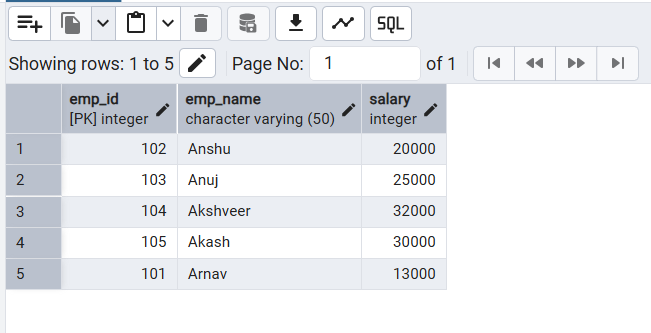 SQL
Showing rows: 1 to 5 Page No: 1 of 1
emp_id emp_name salary
[PK] integer character varying (50) integer
1 102 Anshu 20000
2 103 Anuj 25000
3 104 Akshveer 32000
4 105 Akash 30000
5 101 Arnav 13000